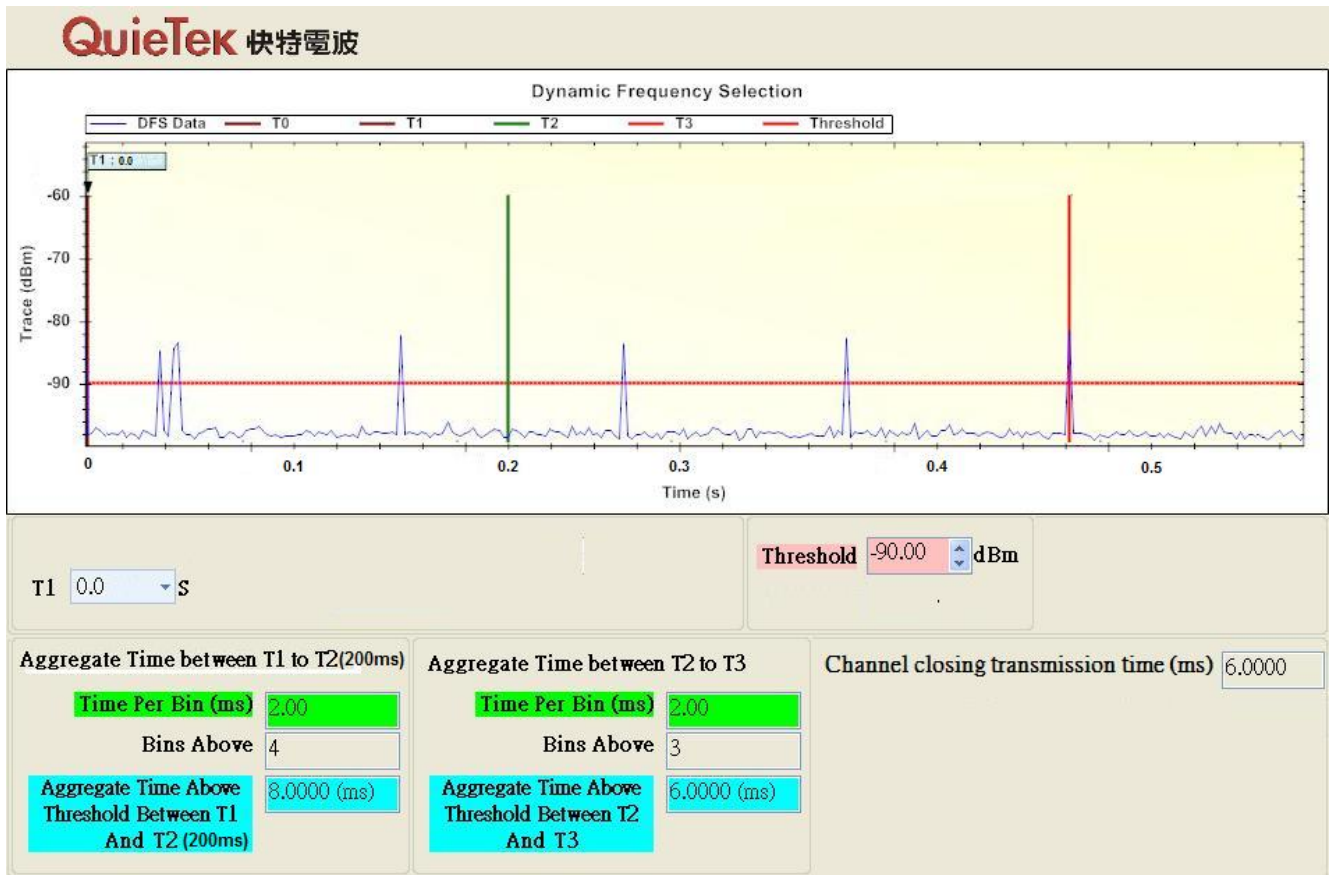 QuieTek 快特電波
Dynamic Frequency Selection
DFS Data T0 T1 T2 T3 Threshold
T1 : 0.0
-60
-70
-80
-90
Trace (dBm)
0 0.1 0.2 0.3 0.4 0.5
Time (s)
Threshold -90.00 dBm
T1 0.0 S
Aggregate Time between T1 to T2(200ms)
Time Per Bin (ms) 2.00
Bins Above 4
Aggregate Time Above
Threshold Between T1
And T2 (200ms)
8.0000 (ms)
Aggregate Time between T2 to T3
Time Per Bin (ms) 2.00
Bins Above 3
Aggregate Time Above
Threshold Between T2
And T3
6.0000 (ms)
Channel closing transmission time (ms) 6.0000